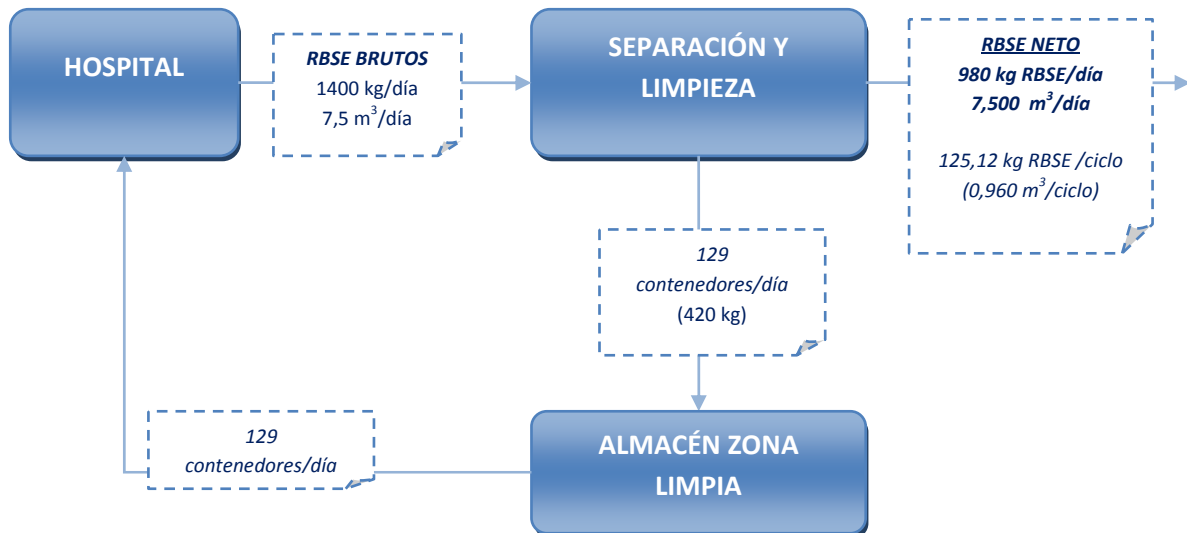 HOSPITAL
RBSE BRUTOS
1400 kg/día
7,5 m³/día
SEPARACIÓN Y
LIMPIEZA
RBSE NETO
980 kg RBSE/día
7,500 m³/día
125,12 kg RBSE /ciclo
(0,960 m³/ciclo)
129
contenedores/día
(420 kg)
129
contenedores/día
ALMACÉN ZONA
LIMPIA